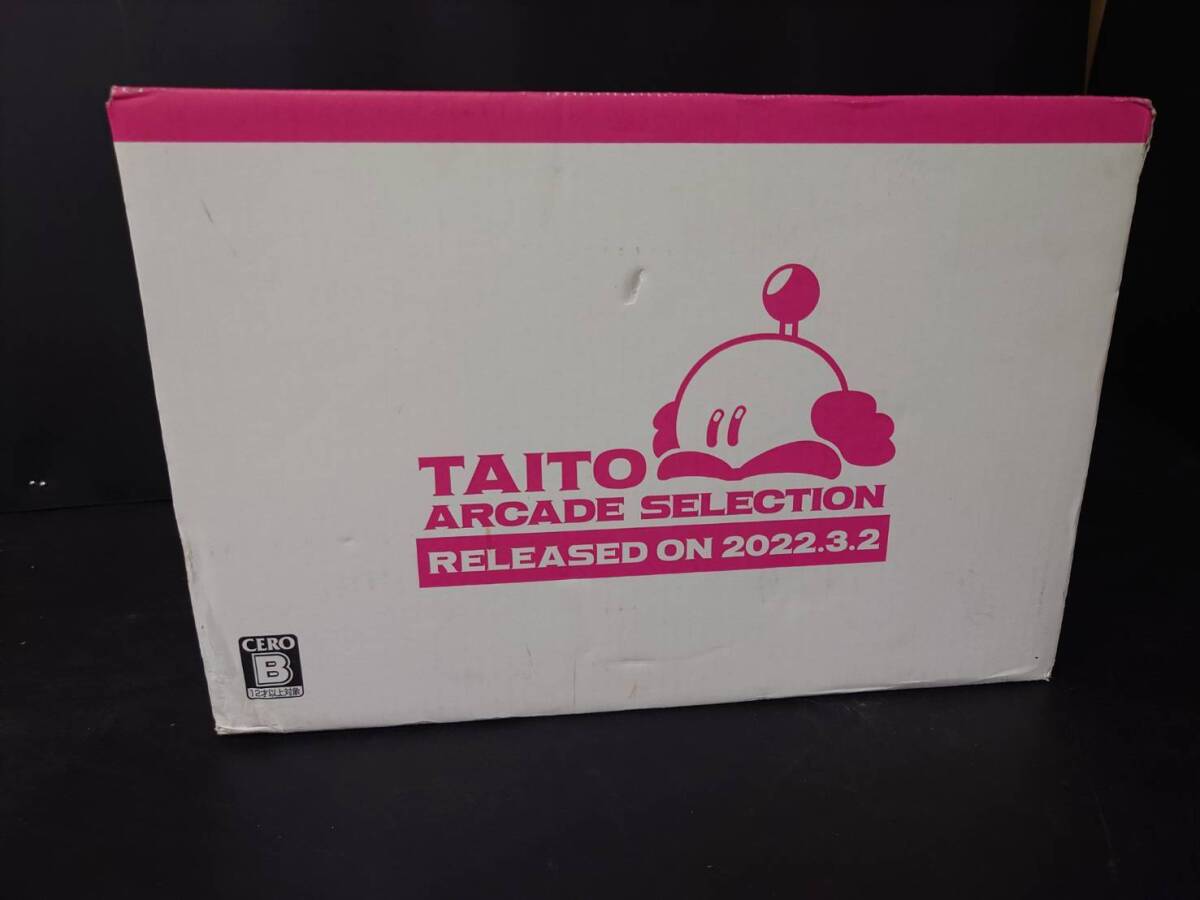 TAITO
ARCADE SELECTION
RELEASED ON 2022.3.2
CERO
B
12才以上対象